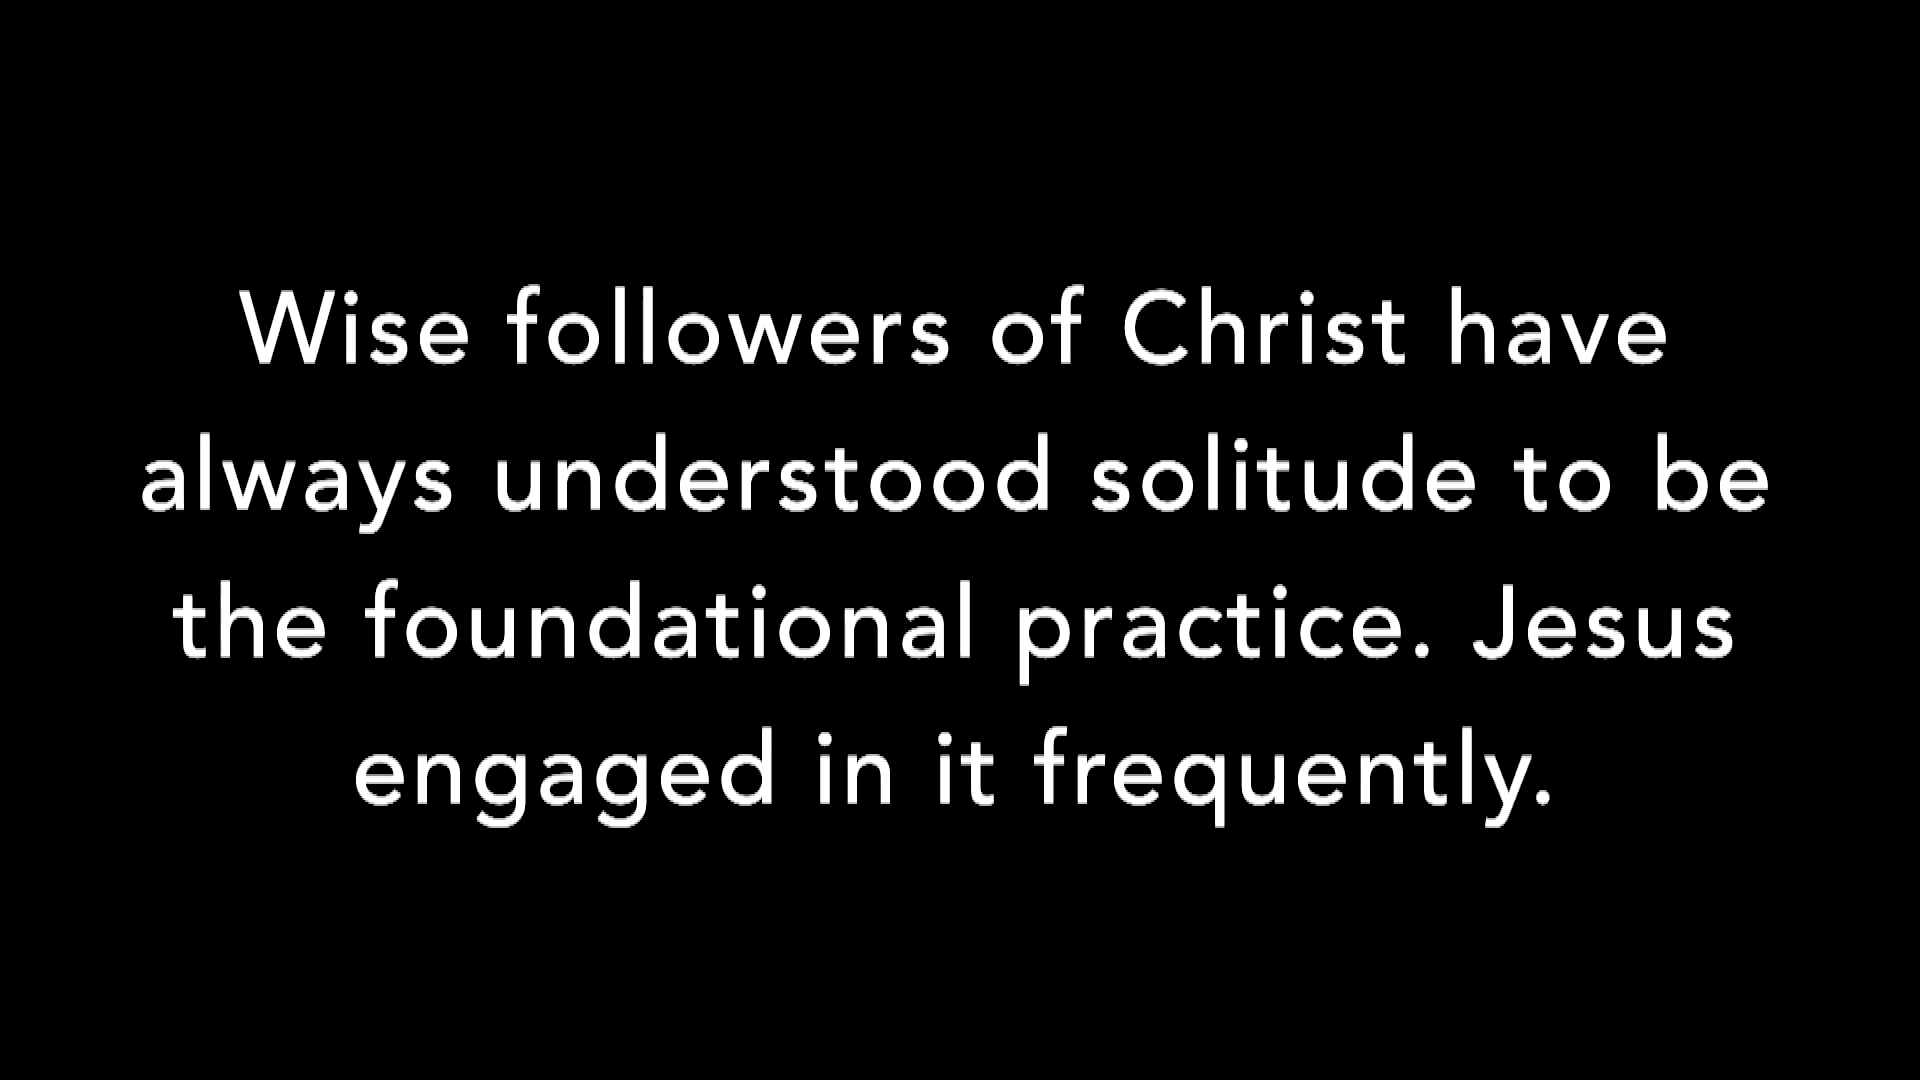 Wise followers of Christ have
always understood solitude to be
the foundational practice. Jesus
engaged in it frequently.